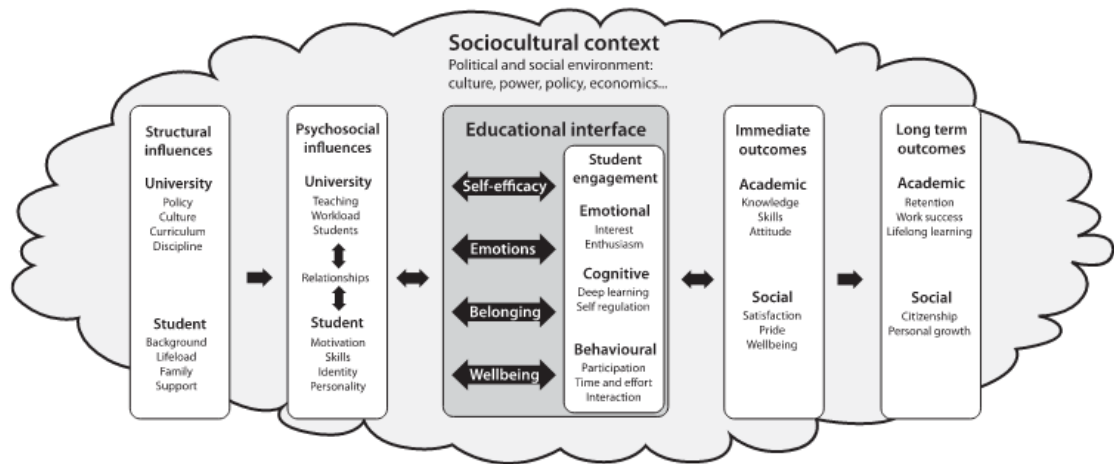 Sociocultural context
Political and social environment:
culture, power, policy, economics...
Structural
influences
University
Policy
Culture
Curriculum
Discipline
Student
Background
Lifeload
Family
Support
Psychosocial
influences
University
Teaching
Workload
Students
Relationships
Student
Motivation
Skills
Identity
Personality
Educational interface
Self-efficacy
Emotions
Belonging
Wellbeing
Student
engagement
Emotional
Interest
Enthusiasm
Cognitive
Deep learning
Self regulation
Behavioural
Participation
Time and effort
Interaction
Immediate
outcomes
Academic
Knowledge
Skills
Attitude
Social
Satisfaction
Pride
Wellbeing
Long term
outcomes
Academic
Retention
Work success
Lifelong learning
Social
Citizenship
Personal growth